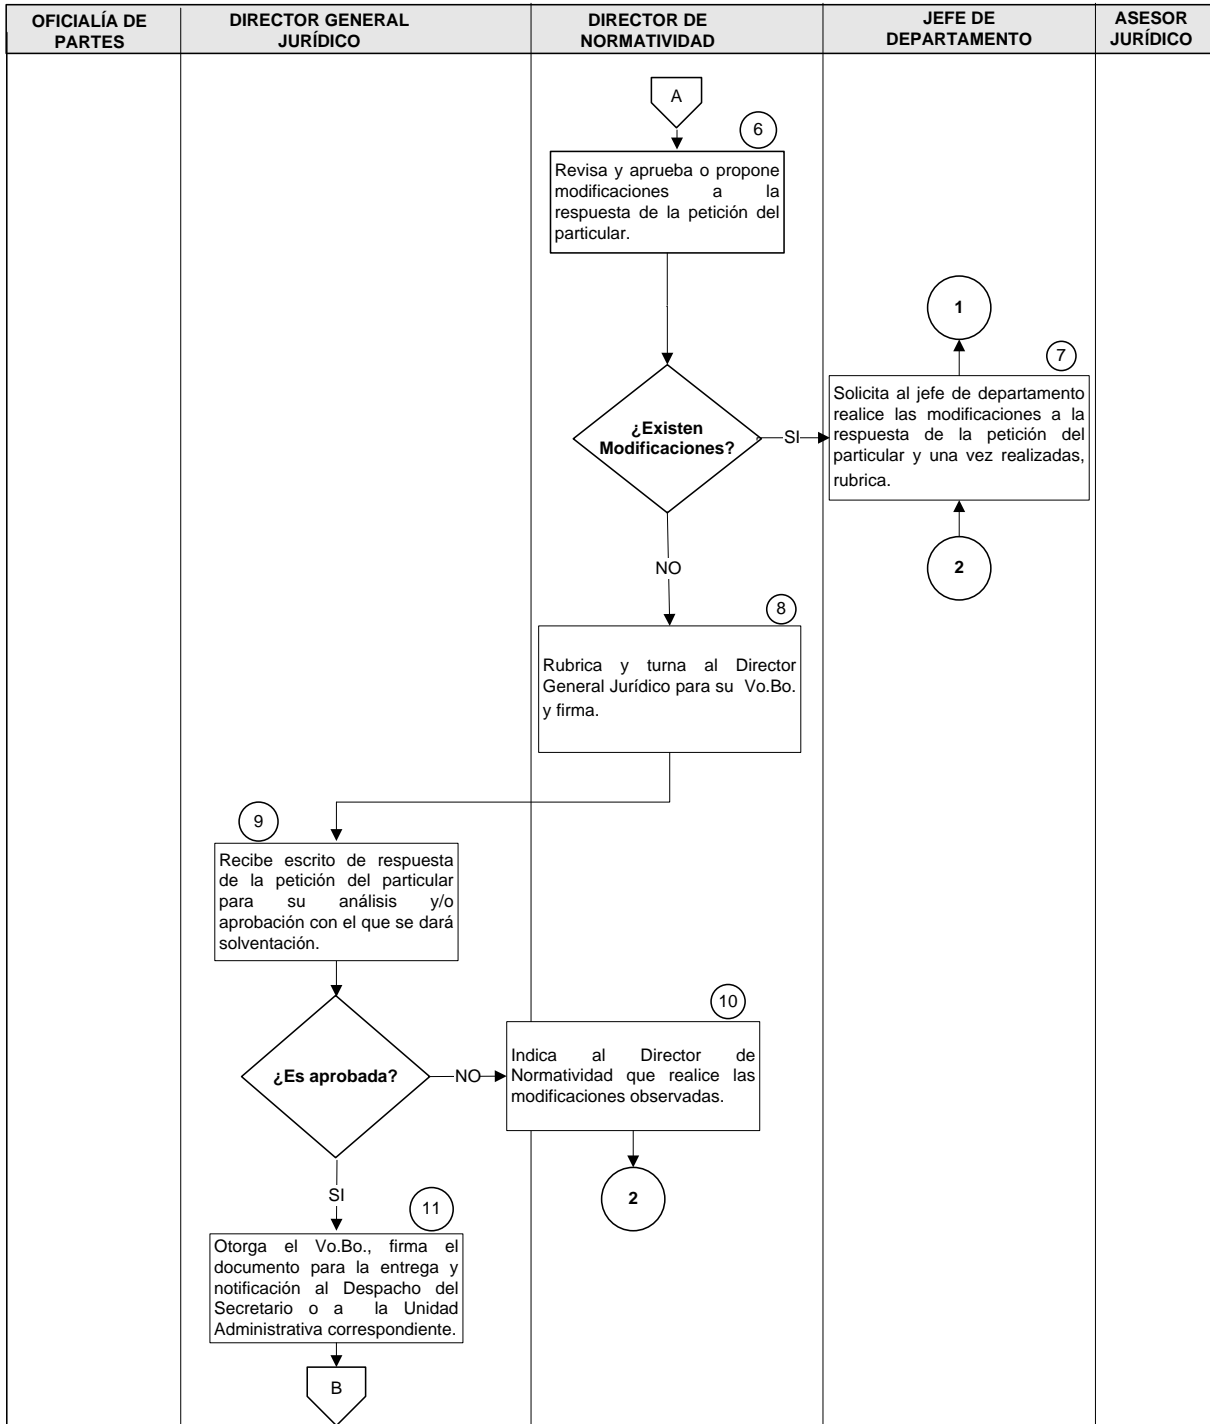 OFICIALÍA DE
PARTES
DIRECTOR GENERAL
JURÍDICO
DIRECTOR DE
NORMATIVIDAD
JEFE DE
DEPARTAMENTO
ASESOR
JURÍDICO
A
6
Revisa y aprueba o propone
modificaciones a la
respuesta de la petición del
particular.
1
7
Solicita al jefe de departamento
realice las modificaciones a la
respuesta de la petición del
particular y una vez realizadas,
rubrica.
¿Existen
Modificaciones?
SI
2
NO
8
Rubrica y turna al Director
General Jurídico para su Vo.Bo.
y firma.
9
Recibe escrito de respuesta
de la petición del particular
para su análisis y/o
aprobación con el que se dará
solventación.
10
¿Es aprobada?
NO
Indica al Director de
Normatividad que realice las
modificaciones observadas.
2
SI
11
Otorga el Vo.Bo., firma el
documento para la entrega y
notificación al Despacho del
Secretario o a la Unidad
Administrativa correspondiente.
B